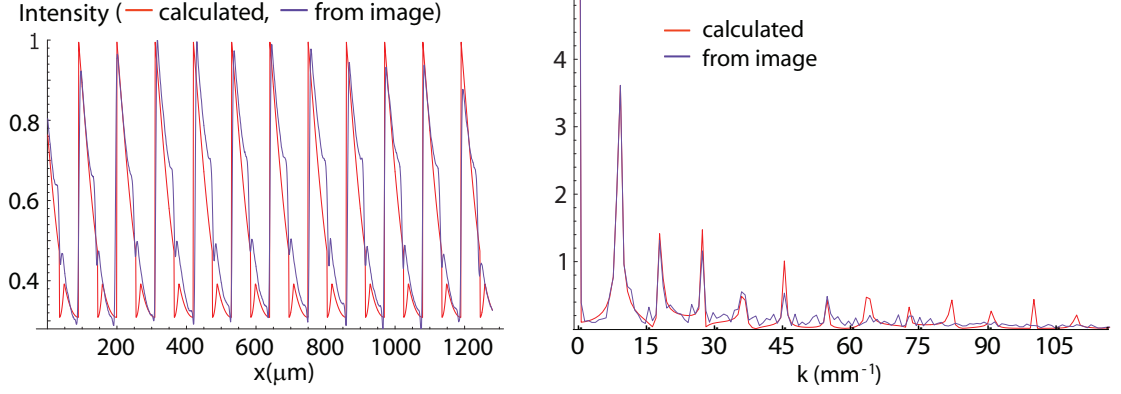 Intensity ( — calculated, — from image)
1
0.8
0.6
0.4
200 400 600 800 1000 1200
x(μm)
calculated
from image
4
3
2
1
0 15 30 45 60 75 90 105
k (mm⁻¹)